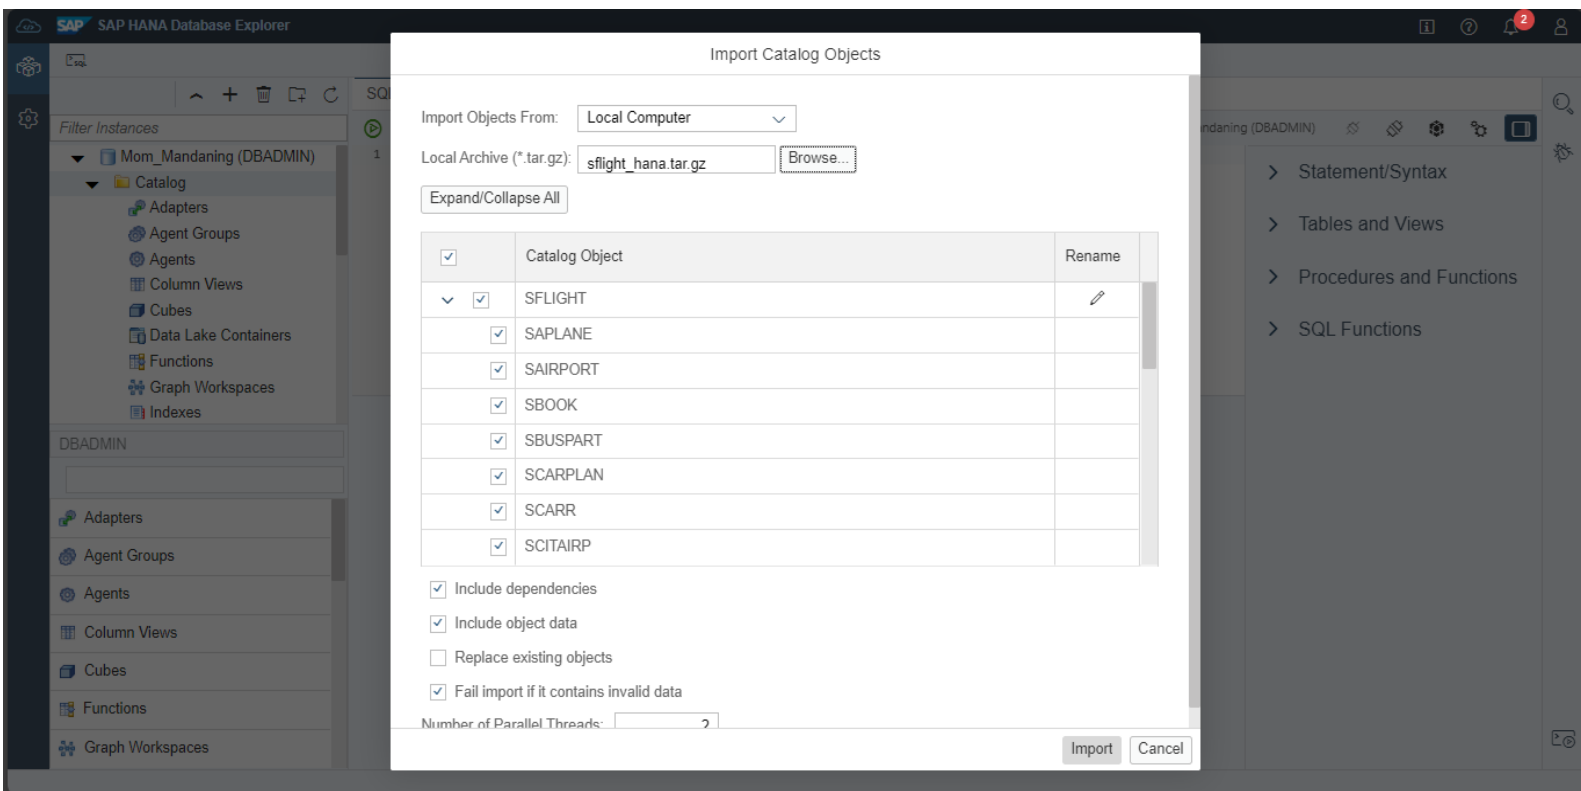 SAP SAP HANA Database Explorer
2
SQL
Filter Instances
Mom_Mandaning (DBADMIN)
Catalog
Adapters
Agent Groups
Agents
Column Views
Cubes
Data Lake Containers
Functions
Graph Workspaces
Indexes
DBADMIN
Adapters
Agent Groups
Agents
Column Views
Cubes
Functions
Graph Workspaces
1
Import Catalog Objects
Import Objects From: Local Computer
Local Archive (*.tar.gz): sflight_hana.tar.gz Browse...
Expand/Collapse All
Catalog Object Rename
SFLIGHT
SAPLANE
SAIRPORT
SBOOK
SBUSPART
SCARPLAN
SCARR
SCITAIRP
Include dependencies
Include object data
Replace existing objects
Fail import if it contains invalid data
Number of Parallel Threads: 2
Import Cancel
ndaning (DBADMIN)
Statement/Syntax
Tables and Views
Procedures and Functions
SQL Functions